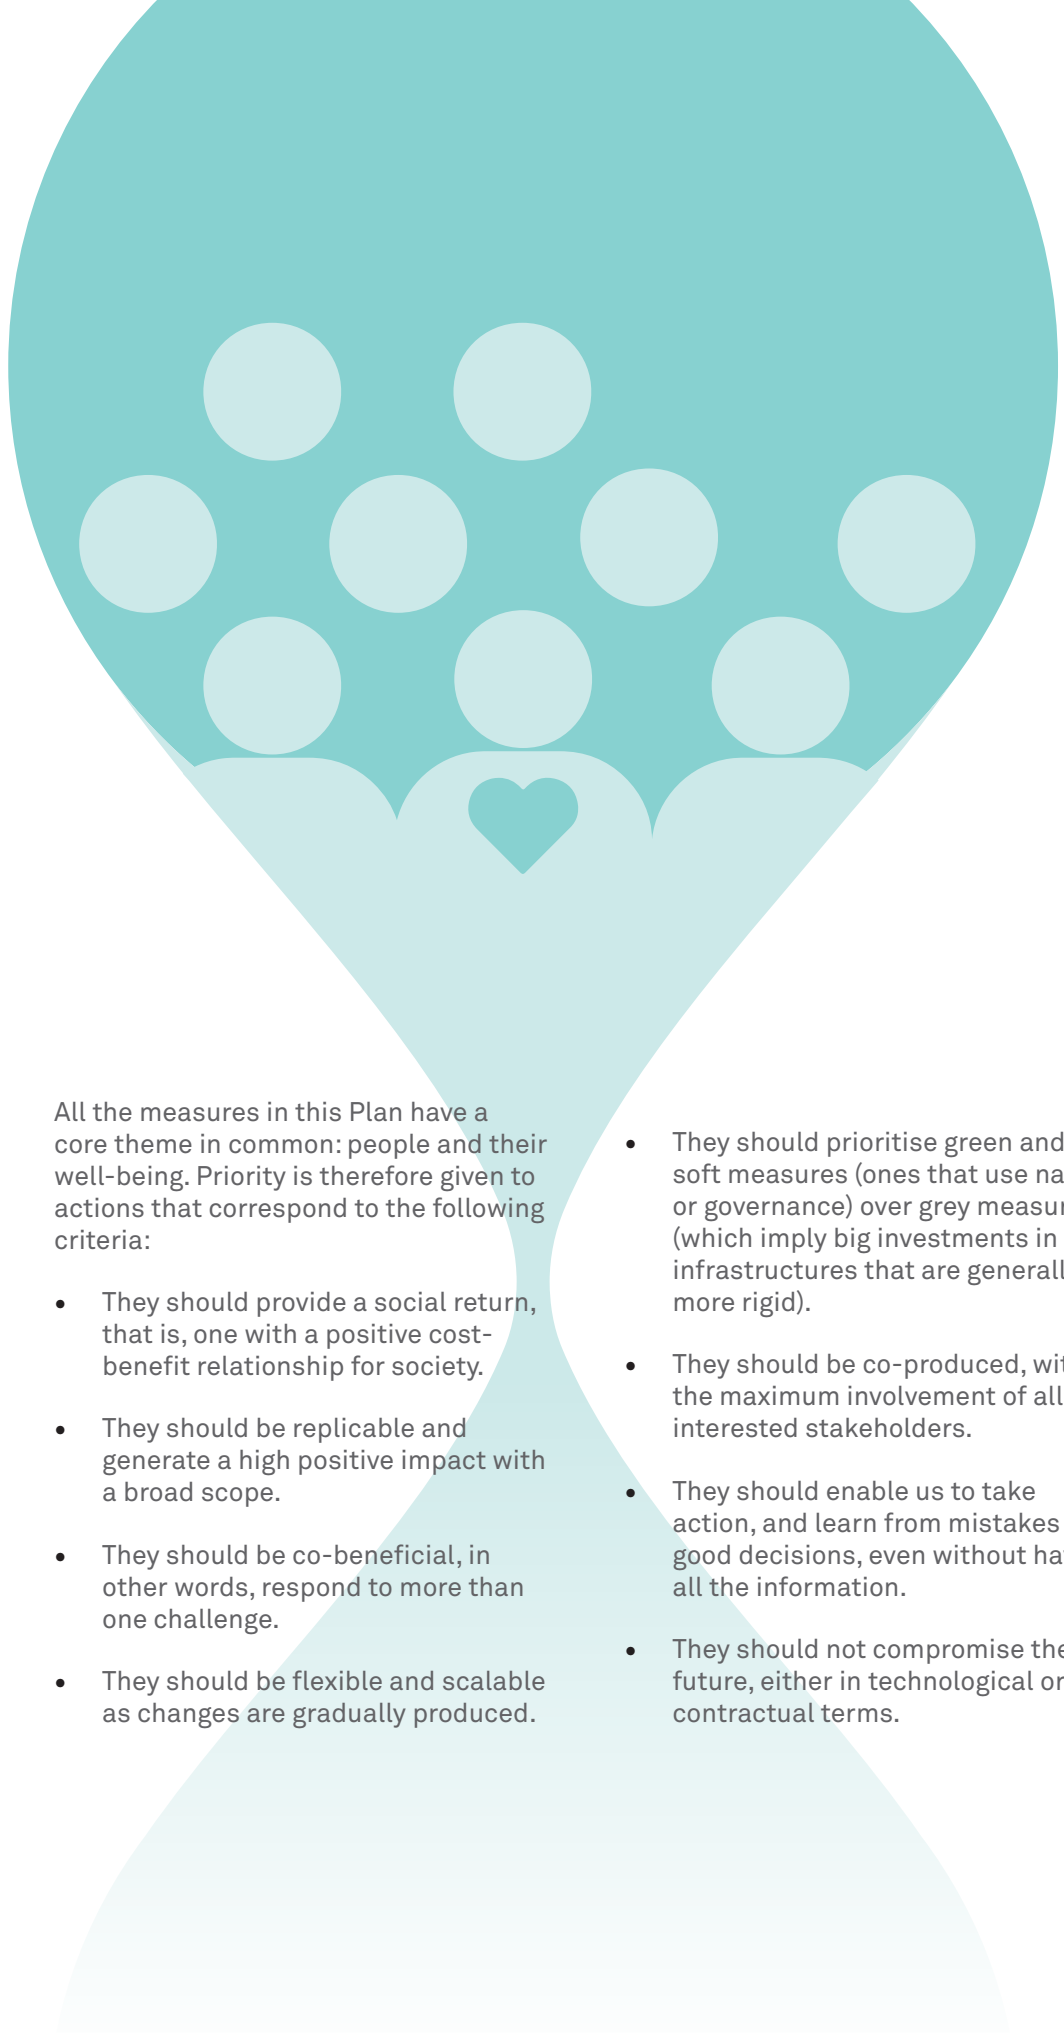 All the measures in this Plan have a
core theme in common: people and their
well-being. Priority is therefore given to
actions that correspond to the following
criteria:
• They should provide a social return,
that is, one with a positive cost-
benefit relationship for society.
• They should be replicable and
generate a high positive impact with
a broad scope.
• They should be co-beneficial, in
other words, respond to more than
one challenge.
• They should be flexible and scalable
as changes are gradually produced.
• They should prioritise green and
soft measures (ones that use
or governance) over grey
(which imply big investments in
infrastructures that are
more rigid).
• They should be co-produced,
the maximum involvement of all
interested stakeholders.
• They should enable us to take
action, and learn from mistakes
good decisions, even without
all the information.
• They should not compromise the
future, either in technological or
contractual terms.